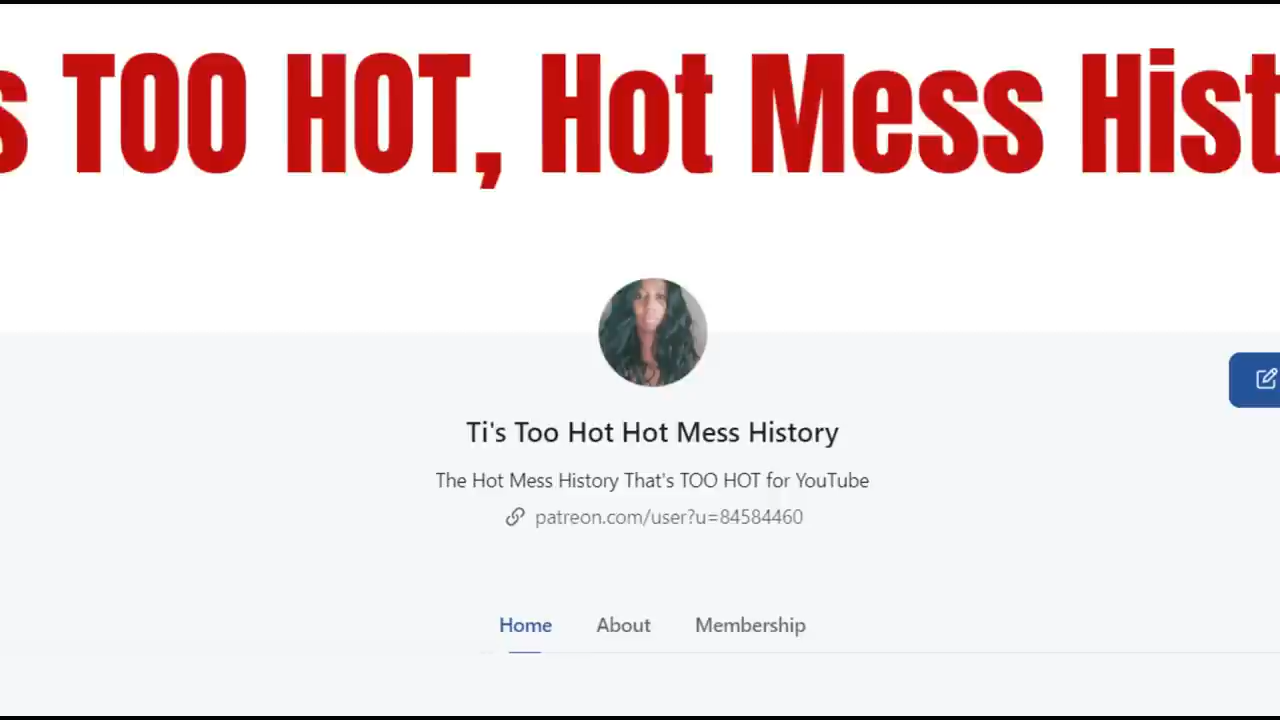 s TOO HOT, Hot Mess Hist
Ti's Too Hot Hot Mess History
The Hot Mess History That's TOO HOT for YouTube
patreon.com/user?u=84584460
Home About Membership